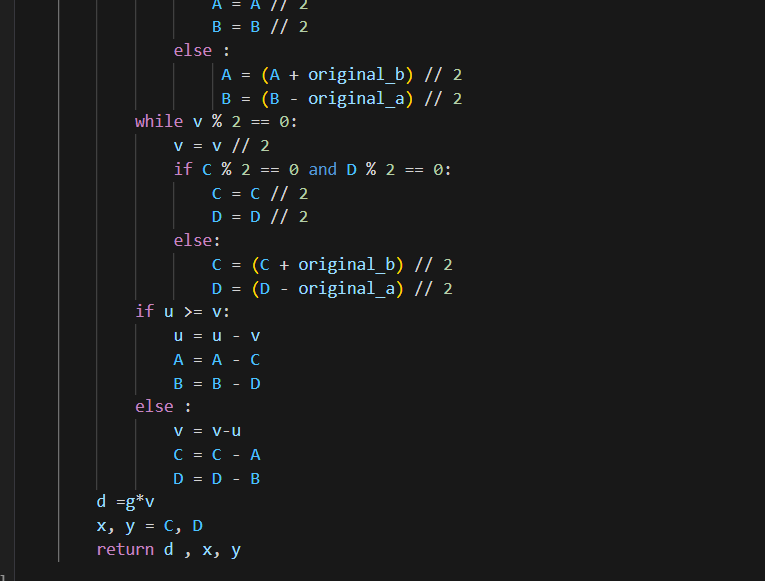 A = A // 2
B = B // 2
else :
A = (A + original_b) // 2
B = (B - original_a) // 2
while v % 2 == 0:
v = v // 2
if C % 2 == 0 and D % 2 == 0:
C = C // 2
D = D // 2
else:
C = (C + original_b) // 2
D = (D - original_a) // 2
if u >= v:
u = u - v
A = A - C
B = B - D
else :
v = v-u
C = C - A
D = D - B
d =g*v
x, y = C, D
return d , x, y